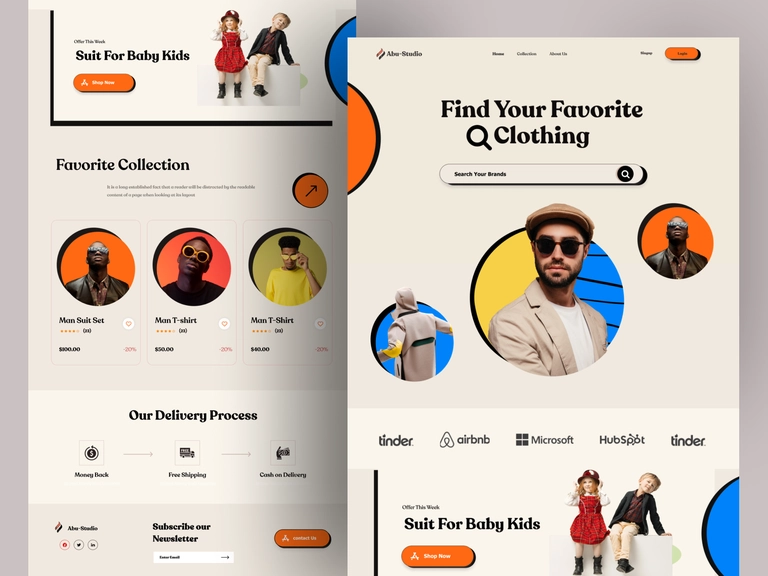 Offer This Week
Suit For Baby Kids
Shop Now
Favorite Collection
It is a long established fact that a reader will be distracted by the readable
content of a page when looking at its layout
Man Suit Set
(23)
$100.00
-20%
Man T-shirt
(23)
$50.00
-20%
Man T-Shirt
(23)
$40.00
-20%
Our Delivery Process
Money Back
Free Shipping
Cash on Delivery
Abu-Studio
Subscribe our
Newsletter
Enter Email
contact Us
Abu-Studio
Home
Collection
About Us
Login
Find Your Favorite
Clothing
Search Your Brands
tinder
airbnb
Microsoft
HubSpot
tinder
Offer This Week
Suit For Baby Kids
Shop Now